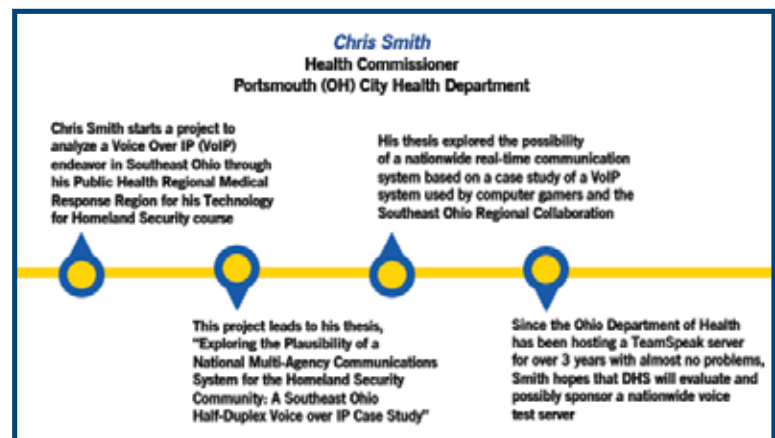 Chris Smith
Health Commissioner
Portsmouth (OH) City Health Department
Chris Smith starts a project to
analyze a Voice Over IP (VoIP)
endeavor in Southeast Ohio through
his Public Health Regional Medical
Response Region for his Technology
for Homeland Security course
This project leads to his thesis,
"Exploring the Plausibility of a
National Multi-Agency Communications
System for the Homeland Security
Community: A Southeast Ohio
Half-Duplex Voice over IP Case Study"
His thesis explored the possibility
of a nationwide real-time communication
system based on a case study of a VoIP
system used by computer gamers and the
Southeast Ohio Regional Collaboration
Since the Ohio Department of Health
has been hosting a TeamSpeak server
for over 3 years with almost no problems,
Smith hopes that DHS will evaluate and
possibly sponsor a nationwide voice
test server